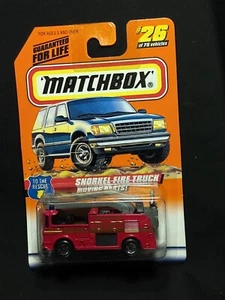 FOR AGES 3 AND OVER
GUARANTEED
FOR LIFE
#26
of 75 vehicles
MATCHBOX
TO THE
RESCUE
SNORKEL FIRE TRUCK
MOVING PARTS!